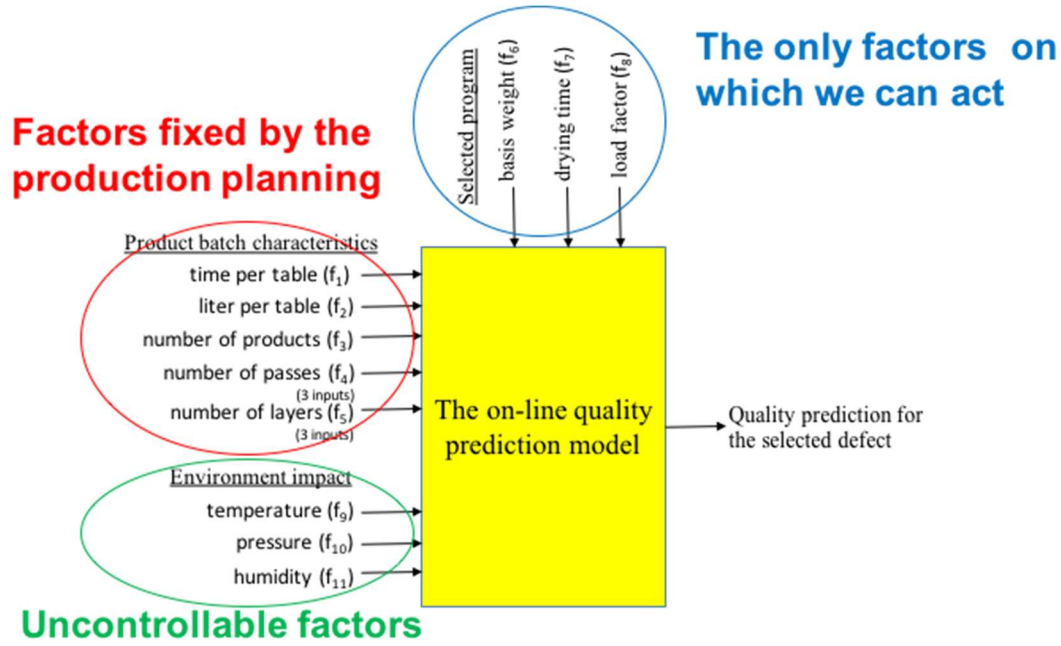 The only factors on
which we can act
Selected program
basis weight (f6)
drying time (f7)
load factor (f8)
Factors fixed by the
production planning
Product batch characteristics
time per table (f1)
liter per table (f2)
number of products (f3)
number of passes (f4)
(3 inputs)
number of layers (f5)
(3 inputs)
Environment impact
temperature (f9)
pressure (f10)
humidity (f11)
Uncontrollable factors
The on-line quality
prediction model
Quality prediction for
the selected defect